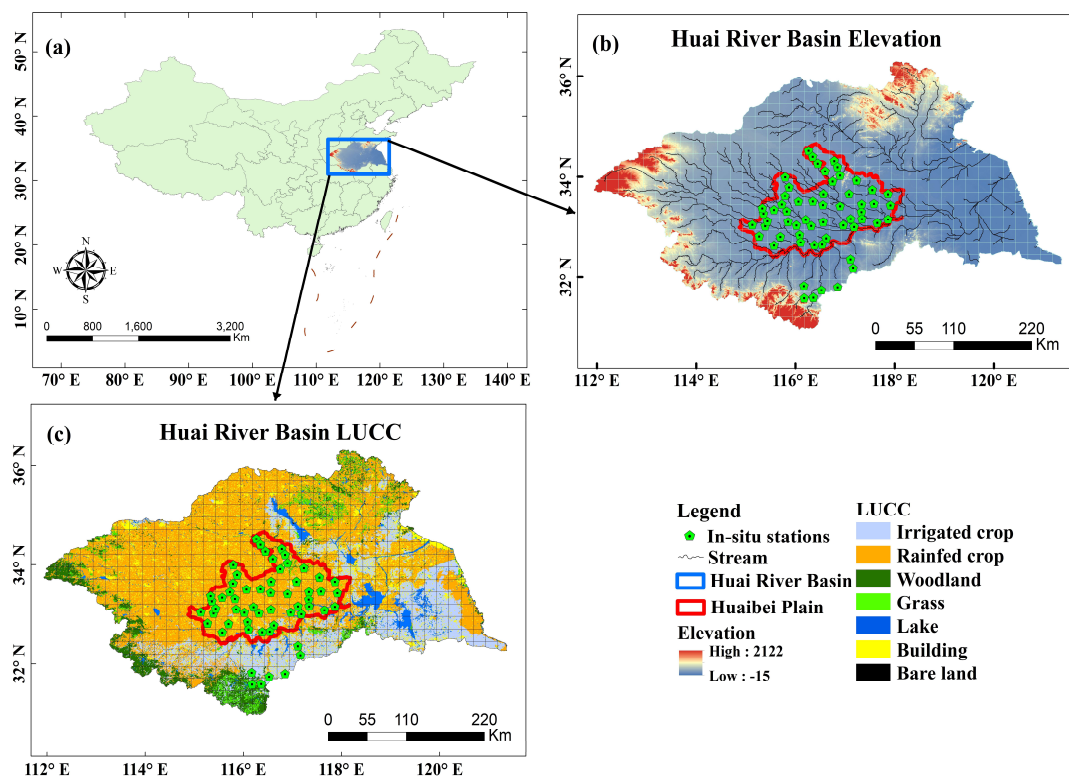 (a)
50° N
40° N
30° N
20° N
10° N
N
W E
S
0 800 1,600 3,200
Km
70° E 80° E 90° E 100° E 110° E 120° E 130° E 140° E
(b) Huai River Basin Elevation
36° N
34° N
32° N
0 55 110 220
Km
112° E 114° E 116° E 118° E 120° E
(c) Huai River Basin LUCC
36° N
34° N
32° N
0 55 110 220
Km
112° E 114° E 116° E 118° E 120° E
Legend
In-situ stations
Stream
Huai River Basin
Huaibei Plain
Elevation
High : 2122
Low : -15
LUCC
Irrigated crop
Rainfed crop
Woodland
Grass
Lake
Building
Bare land